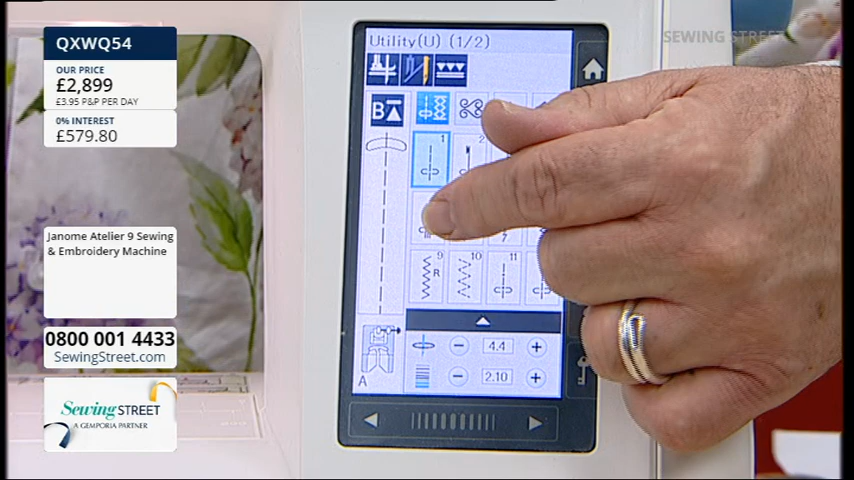 QXWQ54
OUR PRICE
£2,899
£3.95 P&P PER DAY
0% INTEREST
£579.80
Janome Atelier 9 Sewing
& Embroidery Machine
0800 001 4433
SewingStreet.com
Sewing STREET
A GEMPORIA PARTNER
SEWING STREET
Utility(U) (1/2)
B
1
2
7
9
R
10
11
4.4
2.10
A